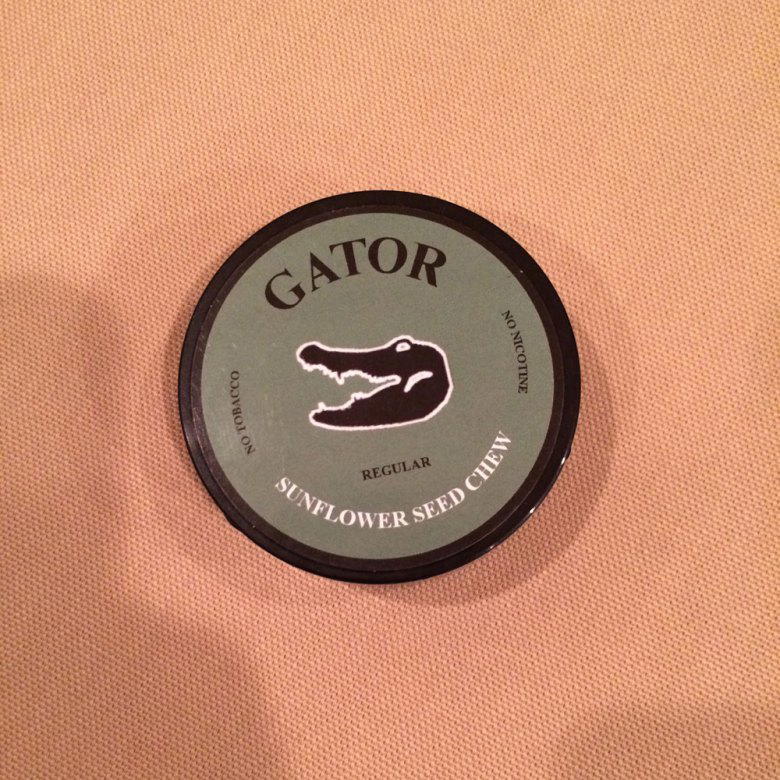 GATOR
NO TOBACCO
NO NICOTINE
REGULAR
SUNFLOWER SEED CHEW